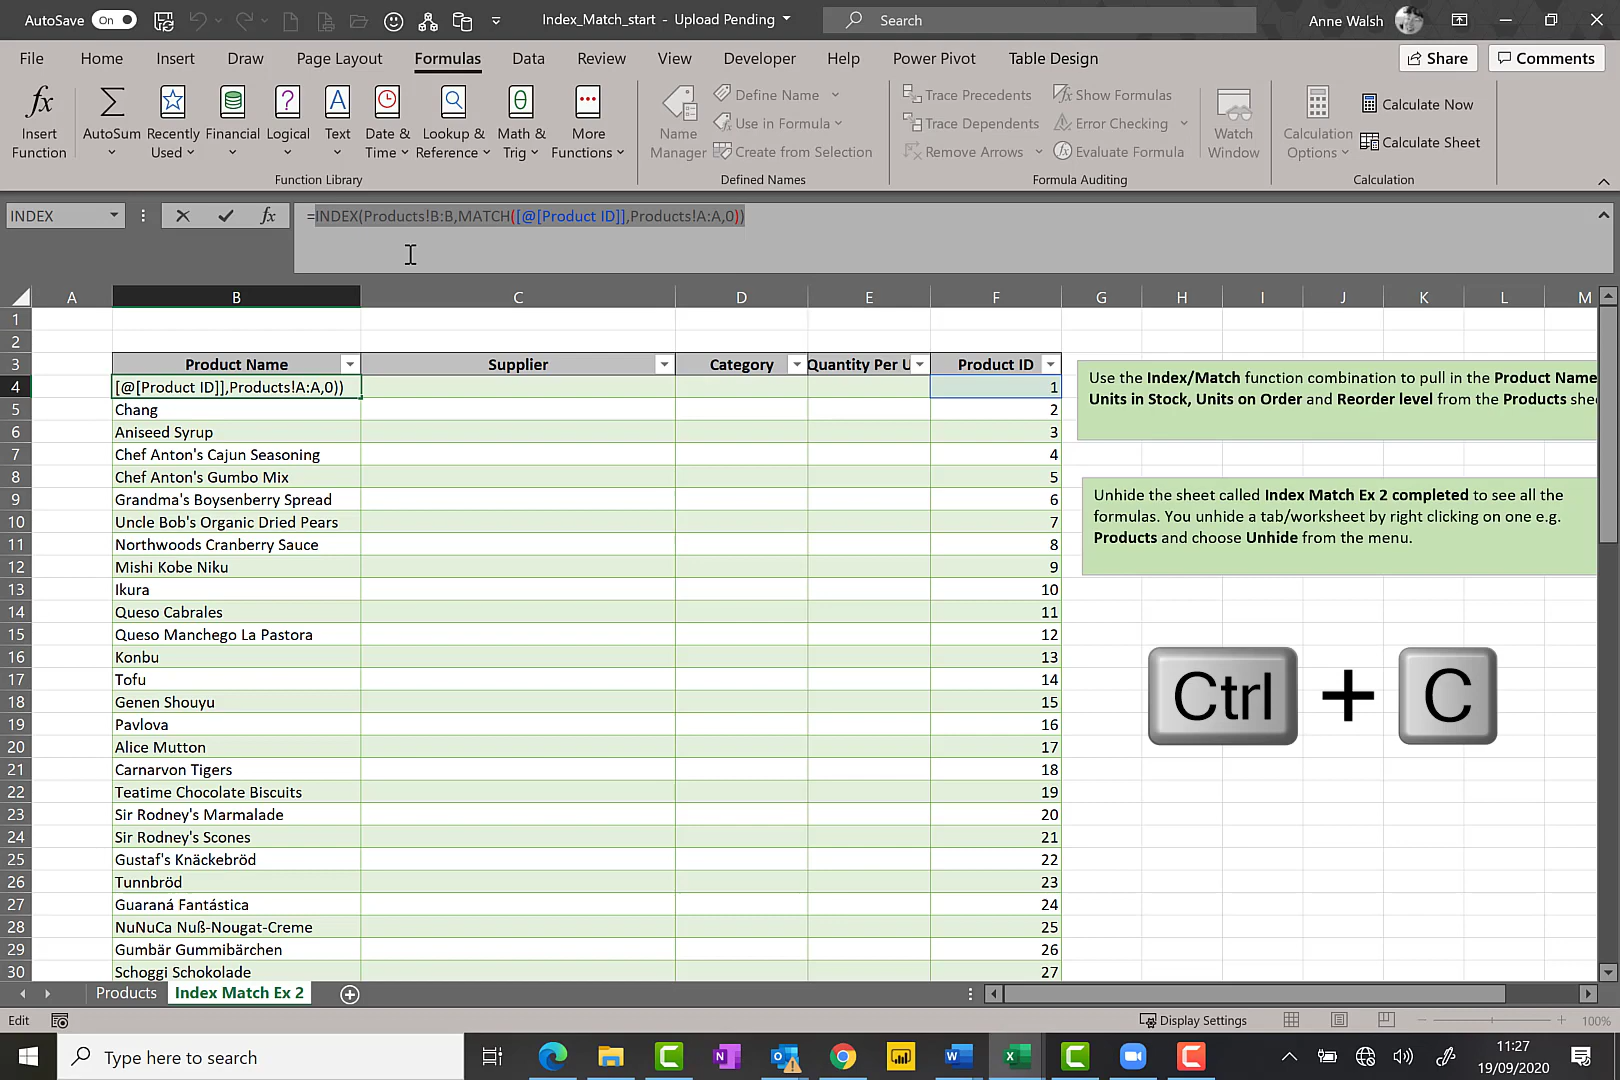 AutoSave On
Index_Match_start - Upload Pending
Search
Anne Walsh
File Home Insert Draw Page Layout Formulas Data Review View Developer Help Power Pivot Table Design
Share Comments
Insert Function
AutoSum
Recently Used
Financial
Logical
Text
Date & Time
Lookup & Reference
Math & Trig
More Functions
Function Library
Name Manager
Define Name
Use in Formula
Create from Selection
Defined Names
Trace Precedents
Trace Dependents
Remove Arrows
Show Formulas
Error Checking
Evaluate Formula
Formula Auditing
Watch Window
Calculation Options
Calculate Now
Calculate Sheet
Calculation
INDEX
fx
=INDEX(Products!B:B,MATCH([@[Product ID]],Products!A:A,0))
A B C D E F G H I J K L M
1
2
3 Product Name Supplier Category Quantity Per U Product ID
4 [@[Product ID]],Products!A:A,0)) 1
5 Chang 2
6 Aniseed Syrup 3
7 Chef Anton's Cajun Seasoning 4
8 Chef Anton's Gumbo Mix 5
9 Grandma's Boysenberry Spread 6
10 Uncle Bob's Organic Dried Pears 7
11 Northwoods Cranberry Sauce 8
12 Mishi Kobe Niku 9
13 Ikura 10
14 Queso Cabrales 11
15 Queso Manchego La Pastora 12
16 Konbu 13
17 Tofu 14
18 Genen Shouyu 15
19 Pavlova 16
20 Alice Mutton 17
21 Carnarvon Tigers 18
22 Teatime Chocolate Biscuits 19
23 Sir Rodney's Marmalade 20
24 Sir Rodney's Scones 21
25 Gustaf's Knäckebröd 22
26 Tunnbröd 23
27 Guaraná Fantástica 24
28 NuNuCa Nuß-Nougat-Creme 25
29 Gumbär Gummibärchen 26
30 Schoggi Schokolade 27
Use the Index/Match function combination to pull in the Product Name
Units in Stock, Units on Order and Reorder level from the Products shee
Unhide the sheet called Index Match Ex 2 completed to see all the
formulas. You unhide a tab/worksheet by right clicking on one e.g.
Products and choose Unhide from the menu.
Ctrl + C
Products Index Match Ex 2
Edit
Display Settings
100%
Type here to search
11:27
19/09/2020